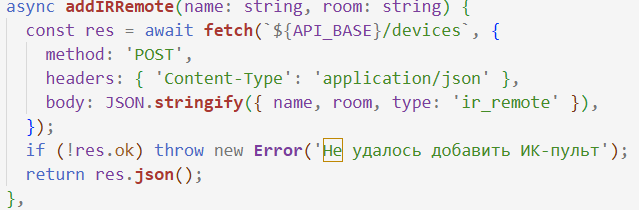 async addIRRemote(name: string, room: string) {
  const res = await fetch(`${API_BASE}/devices`, {
    method: 'POST',
    headers: { 'Content-Type': 'application/json' },
    body: JSON.stringify({ name, room, type: 'ir_remote' }),
  });
  if (!res.ok) throw new Error('Не удалось добавить ИК-пульт');
  return res.json();
},